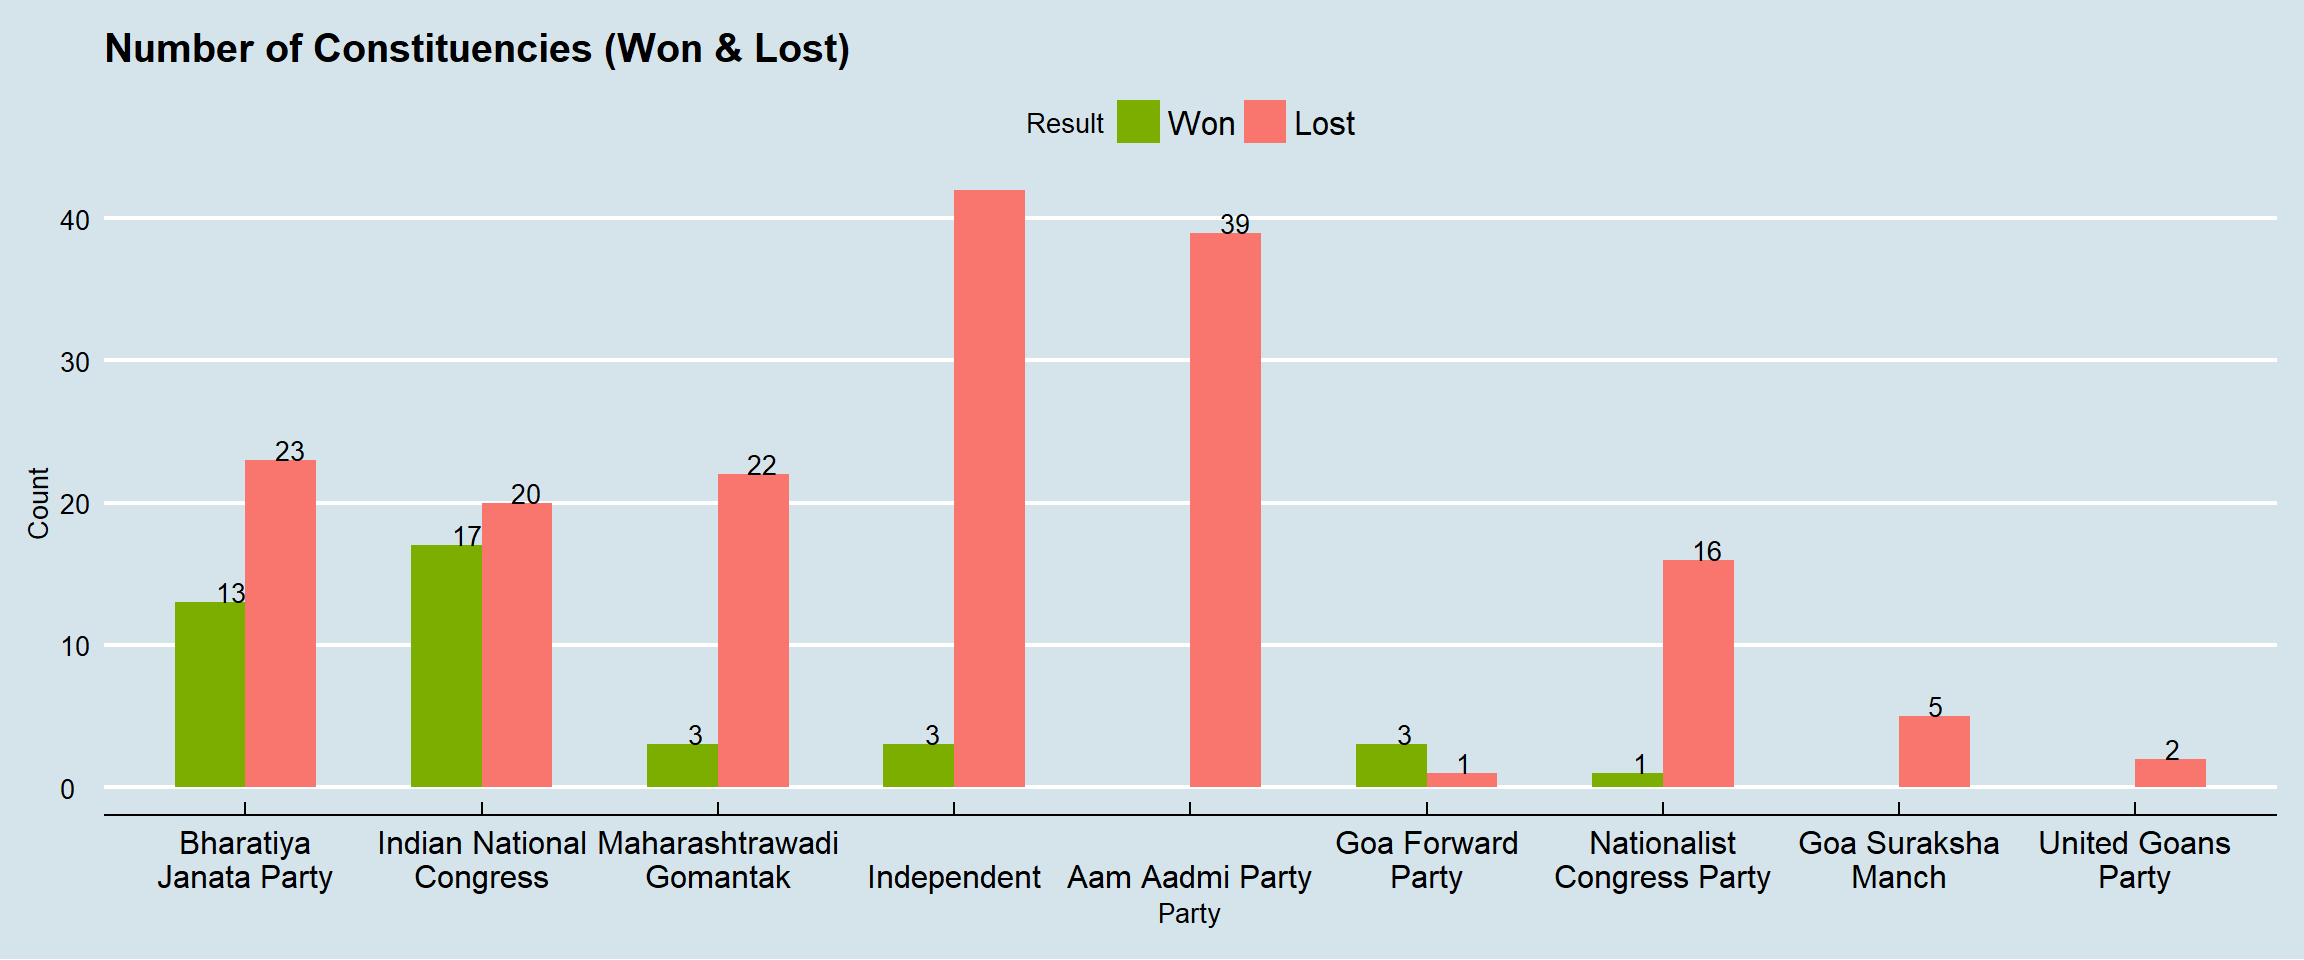 Number of Constituencies (Won & Lost)
Result Won Lost
40
30
20
10
0
Count
13
23
17
20
3
22
3
39
3
1
1
16
5
2
Bharatiya
Janata Party
Indian National
Congress
Maharashtrawadi
Gomantak
Independent
Aam Aadmi Party
Goa Forward
Party
Nationalist
Congress Party
Goa Suraksha
Manch
United Goans
Party
Party